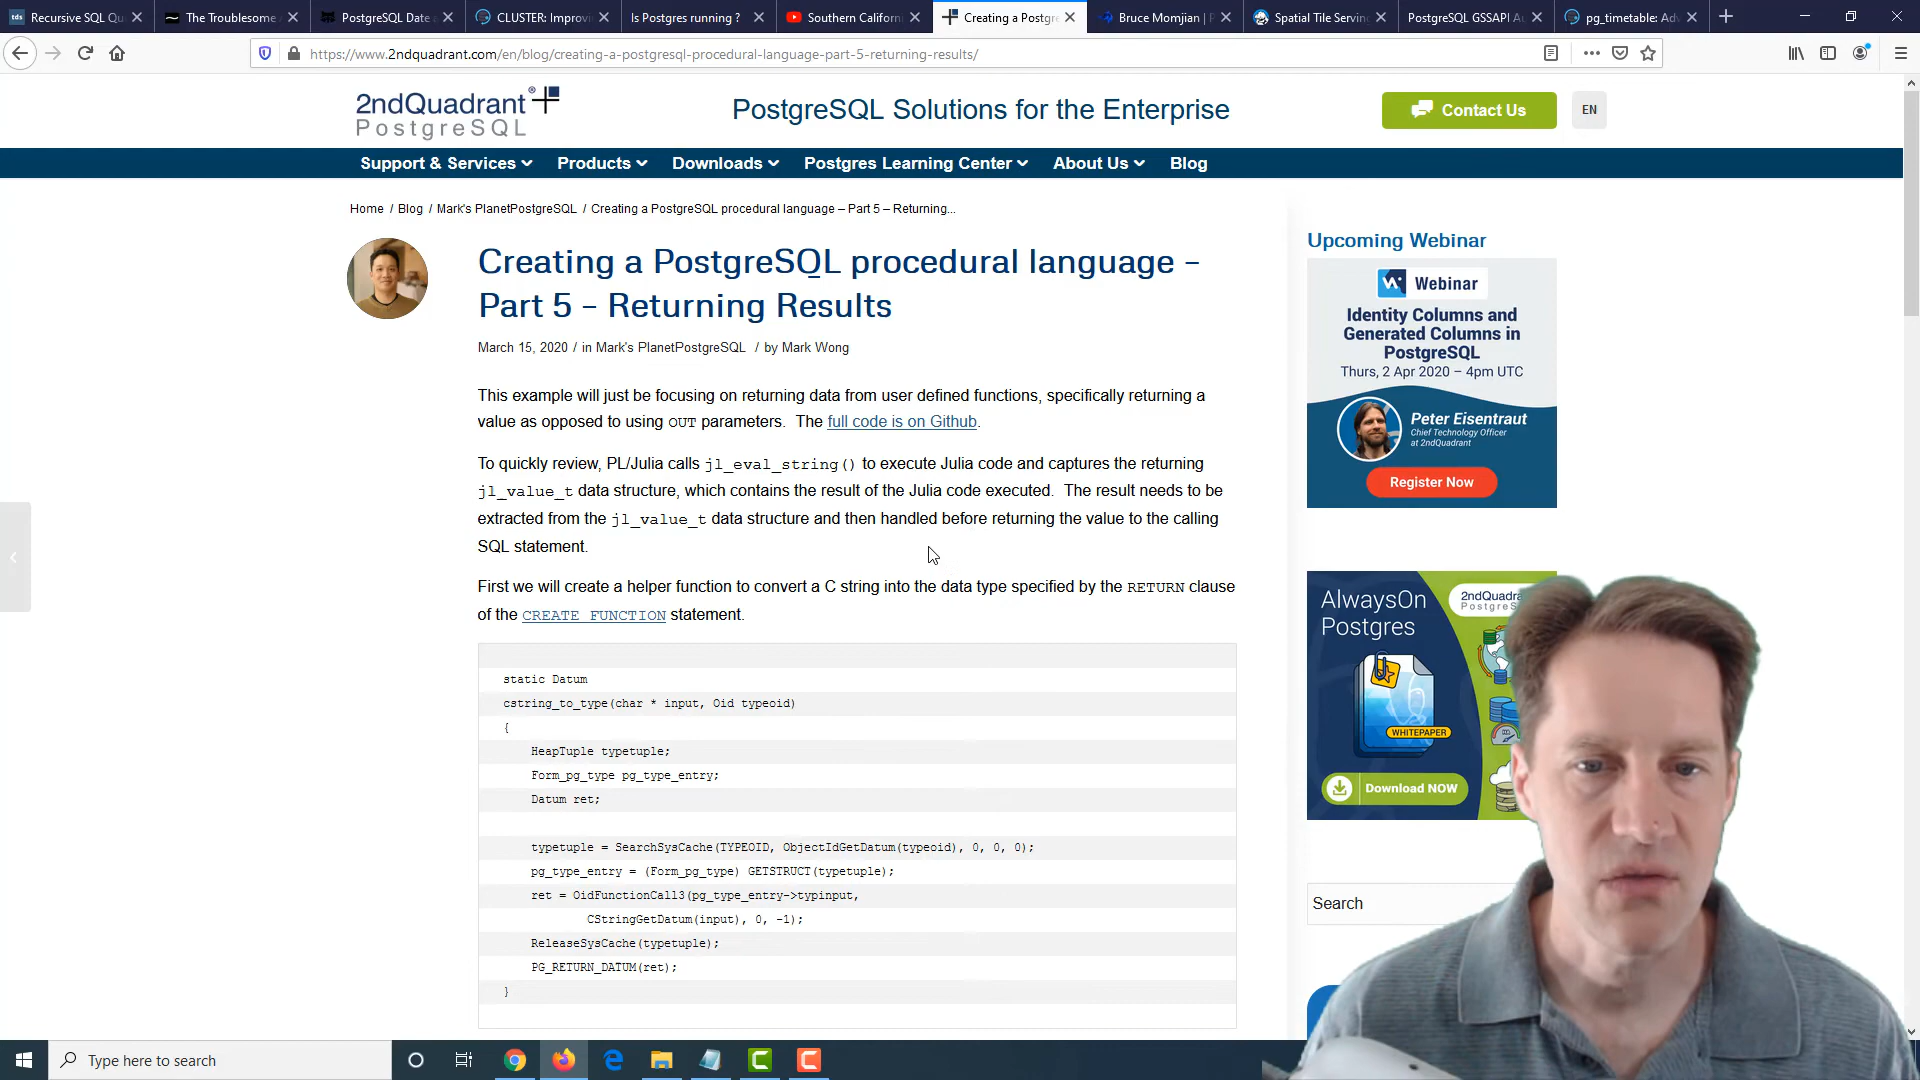 Recursive SQL Qu
The Troublesome
PostgreSQL Date a
CLUSTER: Improvi
Is Postgres running ?
Southern Californ
Creating a Postgre
Bruce Momjian | P
Spatial Tile Serving
PostgreSQL GSSAPI Au
pg_timetable: Adv
https://www.2ndquadrant.com/en/blog/creating-a-postgresql-procedural-language-part-5-returning-results/
2ndQuadrant®
PostgreSQL
PostgreSQL Solutions for the Enterprise
Contact Us
EN
Support & Services
Products
Downloads
Postgres Learning Center
About Us
Blog
Home / Blog / Mark's PlanetPostgreSQL / Creating a PostgreSQL procedural language – Part 5 – Returning...
Creating a PostgreSQL procedural language –
Part 5 – Returning Results
March 15, 2020 / in Mark's PlanetPostgreSQL / by Mark Wong
This example will just be focusing on returning data from user defined functions, specifically returning a
value as opposed to using OUT parameters. The full code is on Github.
To quickly review, PL/Julia calls jl_eval_string() to execute Julia code and captures the returning
jl_value_t data structure, which contains the result of the Julia code executed. The result needs to be
extracted from the jl_value_t data structure and then handled before returning the value to the calling
SQL statement.
First we will create a helper function to convert a C string into the data type specified by the RETURN clause
of the CREATE FUNCTION statement.
static Datum
cstring_to_type(char * input, Oid typeoid)
{
HeapTuple typetuple;
Form_pg_type pg_type_entry;
Datum ret;
typetuple = SearchSysCache(TYPEOID, ObjectIdGetDatum(typeoid), 0, 0, 0);
pg_type_entry = (Form_pg_type) GETSTRUCT(typetuple);
ret = OidFunctionCall3(pg_type_entry->typinput,
CStringGetDatum(input), 0, -1);
ReleaseSysCache(typetuple);
PG_RETURN_DATUM(ret);
}
Upcoming Webinar
Webinar
Identity Columns and
Generated Columns in
PostgreSQL
Thurs, 2 Apr 2020 – 4pm UTC
Peter Eisentraut
Chief Technology Officer
at 2ndQuadrant
Register Now
AlwaysOn
Postgres
2ndQuadra
PostgreS
WHITEPAPER
Download NOW
Search
Type here to search